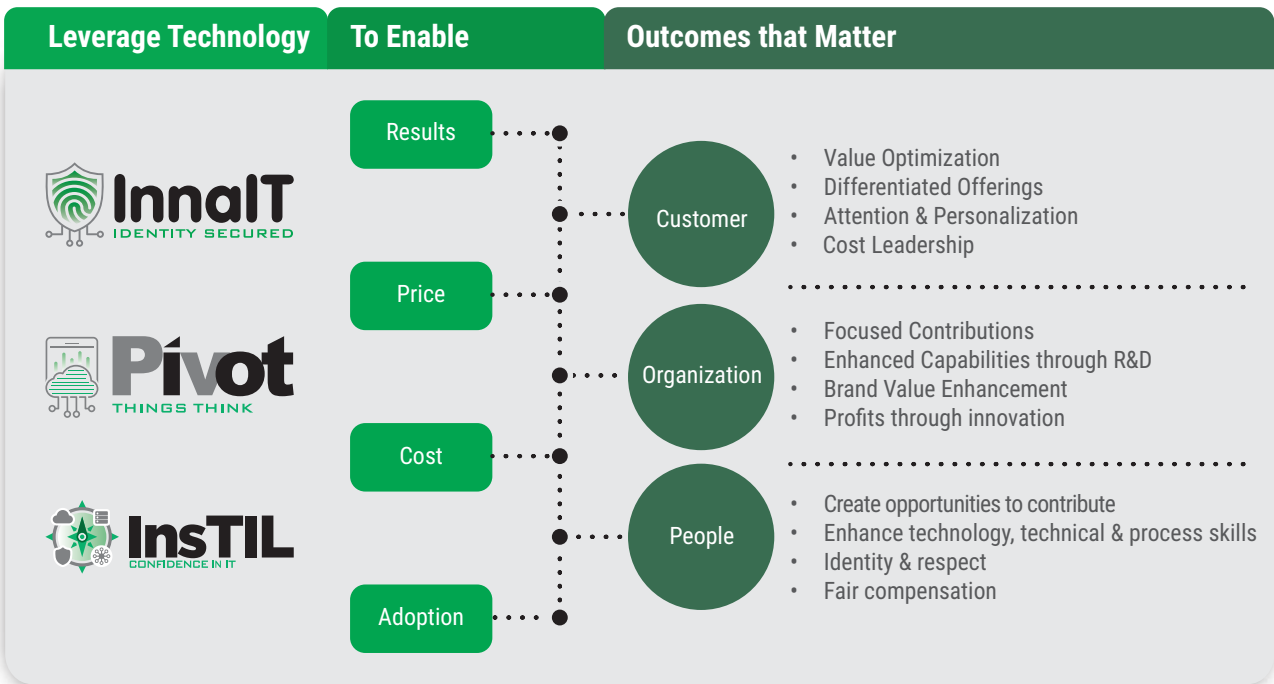 Leverage Technology
To Enable
Outcomes that Matter
InnaIT
IDENTITY SECURED
Pivot
THINGS THINK
InsTIL
CONFIDENCE IN IT
Results
Price
Cost
Adoption
Customer
• Value Optimization
• Differentiated Offerings
• Attention & Personalization
• Cost Leadership
Organization
• Focused Contributions
• Enhanced Capabilities through R&D
• Brand Value Enhancement
• Profits through innovation
People
• Create opportunities to contribute
• Enhance technology, technical & process skills
• Identity & respect
• Fair compensation